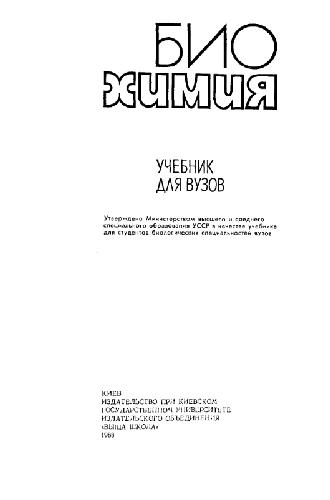 БИО
ХИМИЯ
УЧЕБНИК
ДЛЯ ВУЗОВ
Утверждено Министерством высшего и среднего
специального образования УССР в качестве учебника
для студентов биологических специальностей вузов
КИЕВ
ИЗДАТЕЛЬСТВО ПРИ КИЕВСКОМ
ГОСУДАРСТВЕННОМ УНИВЕРСИТЕТЕ
ИЗДАТЕЛЬСКОГО ОБЪЕДИНЕНИЯ
«ВЫЩА ШКОЛА»